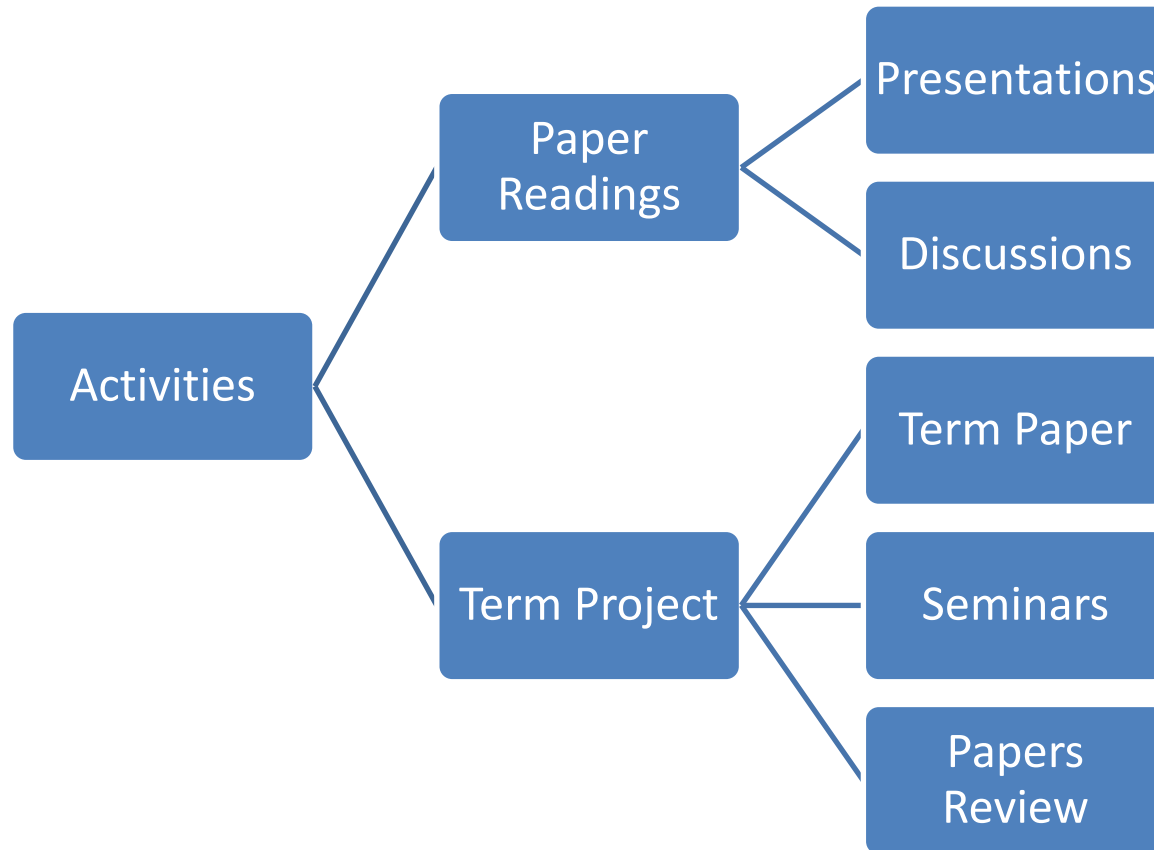 Activities
Paper
Readings
Presentations
Discussions
Term Project
Term Paper
Seminars
Papers
Review